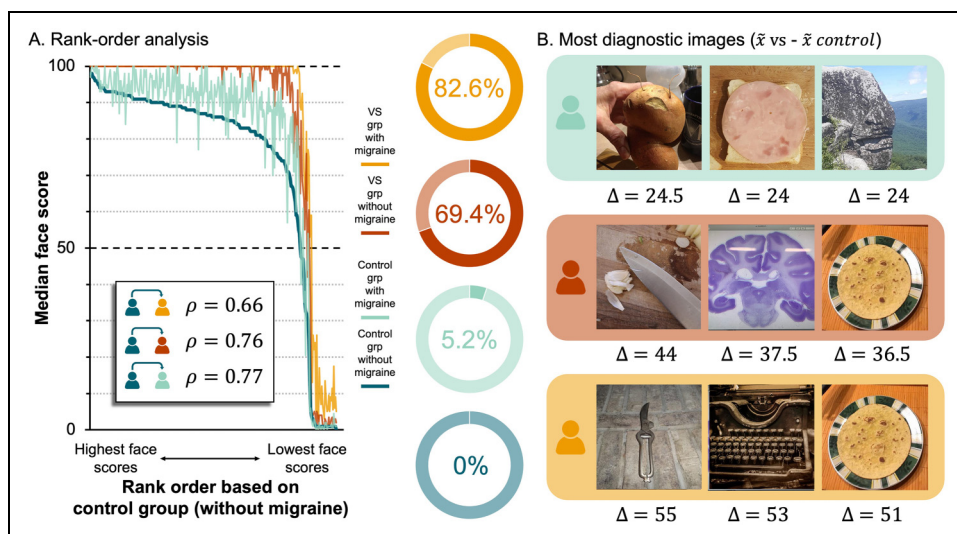 A. Rank-order analysis
100
50
0
Median face score
Highest face
scores
Lowest face
scores
Rank order based on
control group (without migraine)
ρ = 0.66
ρ = 0.76
ρ = 0.77
VS
grp
with
migraine
VS
grp
without
migraine
Control
grp
with
migraine
Control
grp
without
migraine
82.6%
69.4%
5.2%
0%
B. Most diagnostic images (x̃ vs - x̃ control)
Δ = 24.5
Δ = 24
Δ = 24
Δ = 44
Δ = 37.5
Δ = 36.5
Δ = 55
Δ = 53
Δ = 51